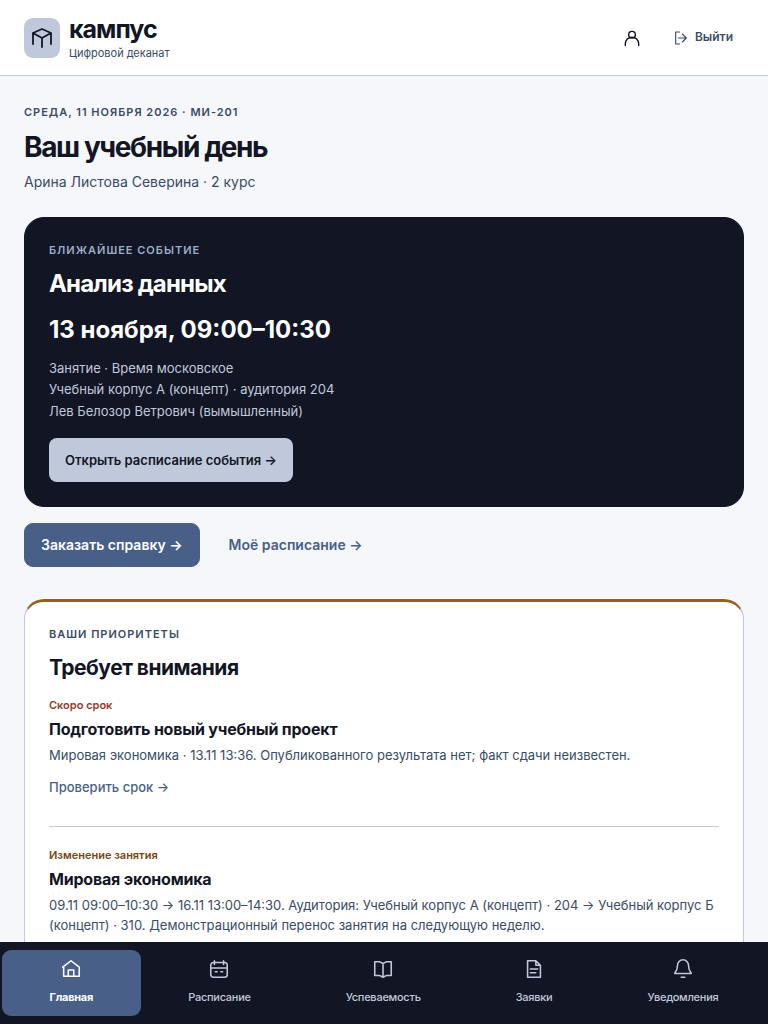 кампус
Цифровой деканат
Выйти
СРЕДА, 11 НОЯБРЯ 2026 · МИ-201
Ваш учебный день
Арина Листова Северина · 2 курс
БЛИЖАЙШЕЕ СОБЫТИЕ
Анализ данных
13 ноября, 09:00–10:30
Занятие · Время московское
Учебный корпус А (концепт) · аудитория 204
Лев Белозор Ветрович (вымышленный)
Открыть расписание события →
Заказать справку →
Моё расписание →
ВАШИ ПРИОРИТЕТЫ
Требует внимания
Скоро срок
Подготовить новый учебный проект
Мировая экономика · 13.11 13:36. Опубликованного результата нет; факт сдачи неизвестен.
Проверить срок →
Изменение занятия
Мировая экономика
09.11 09:00–10:30 → 16.11 13:00–14:30. Аудитория: Учебный корпус А (концепт) · 204 → Учебный корпус Б
(концепт) · 310. Демонстрационный перенос занятия на следующую неделю.
Главная
Расписание
Успеваемость
Заявки
Уведомления